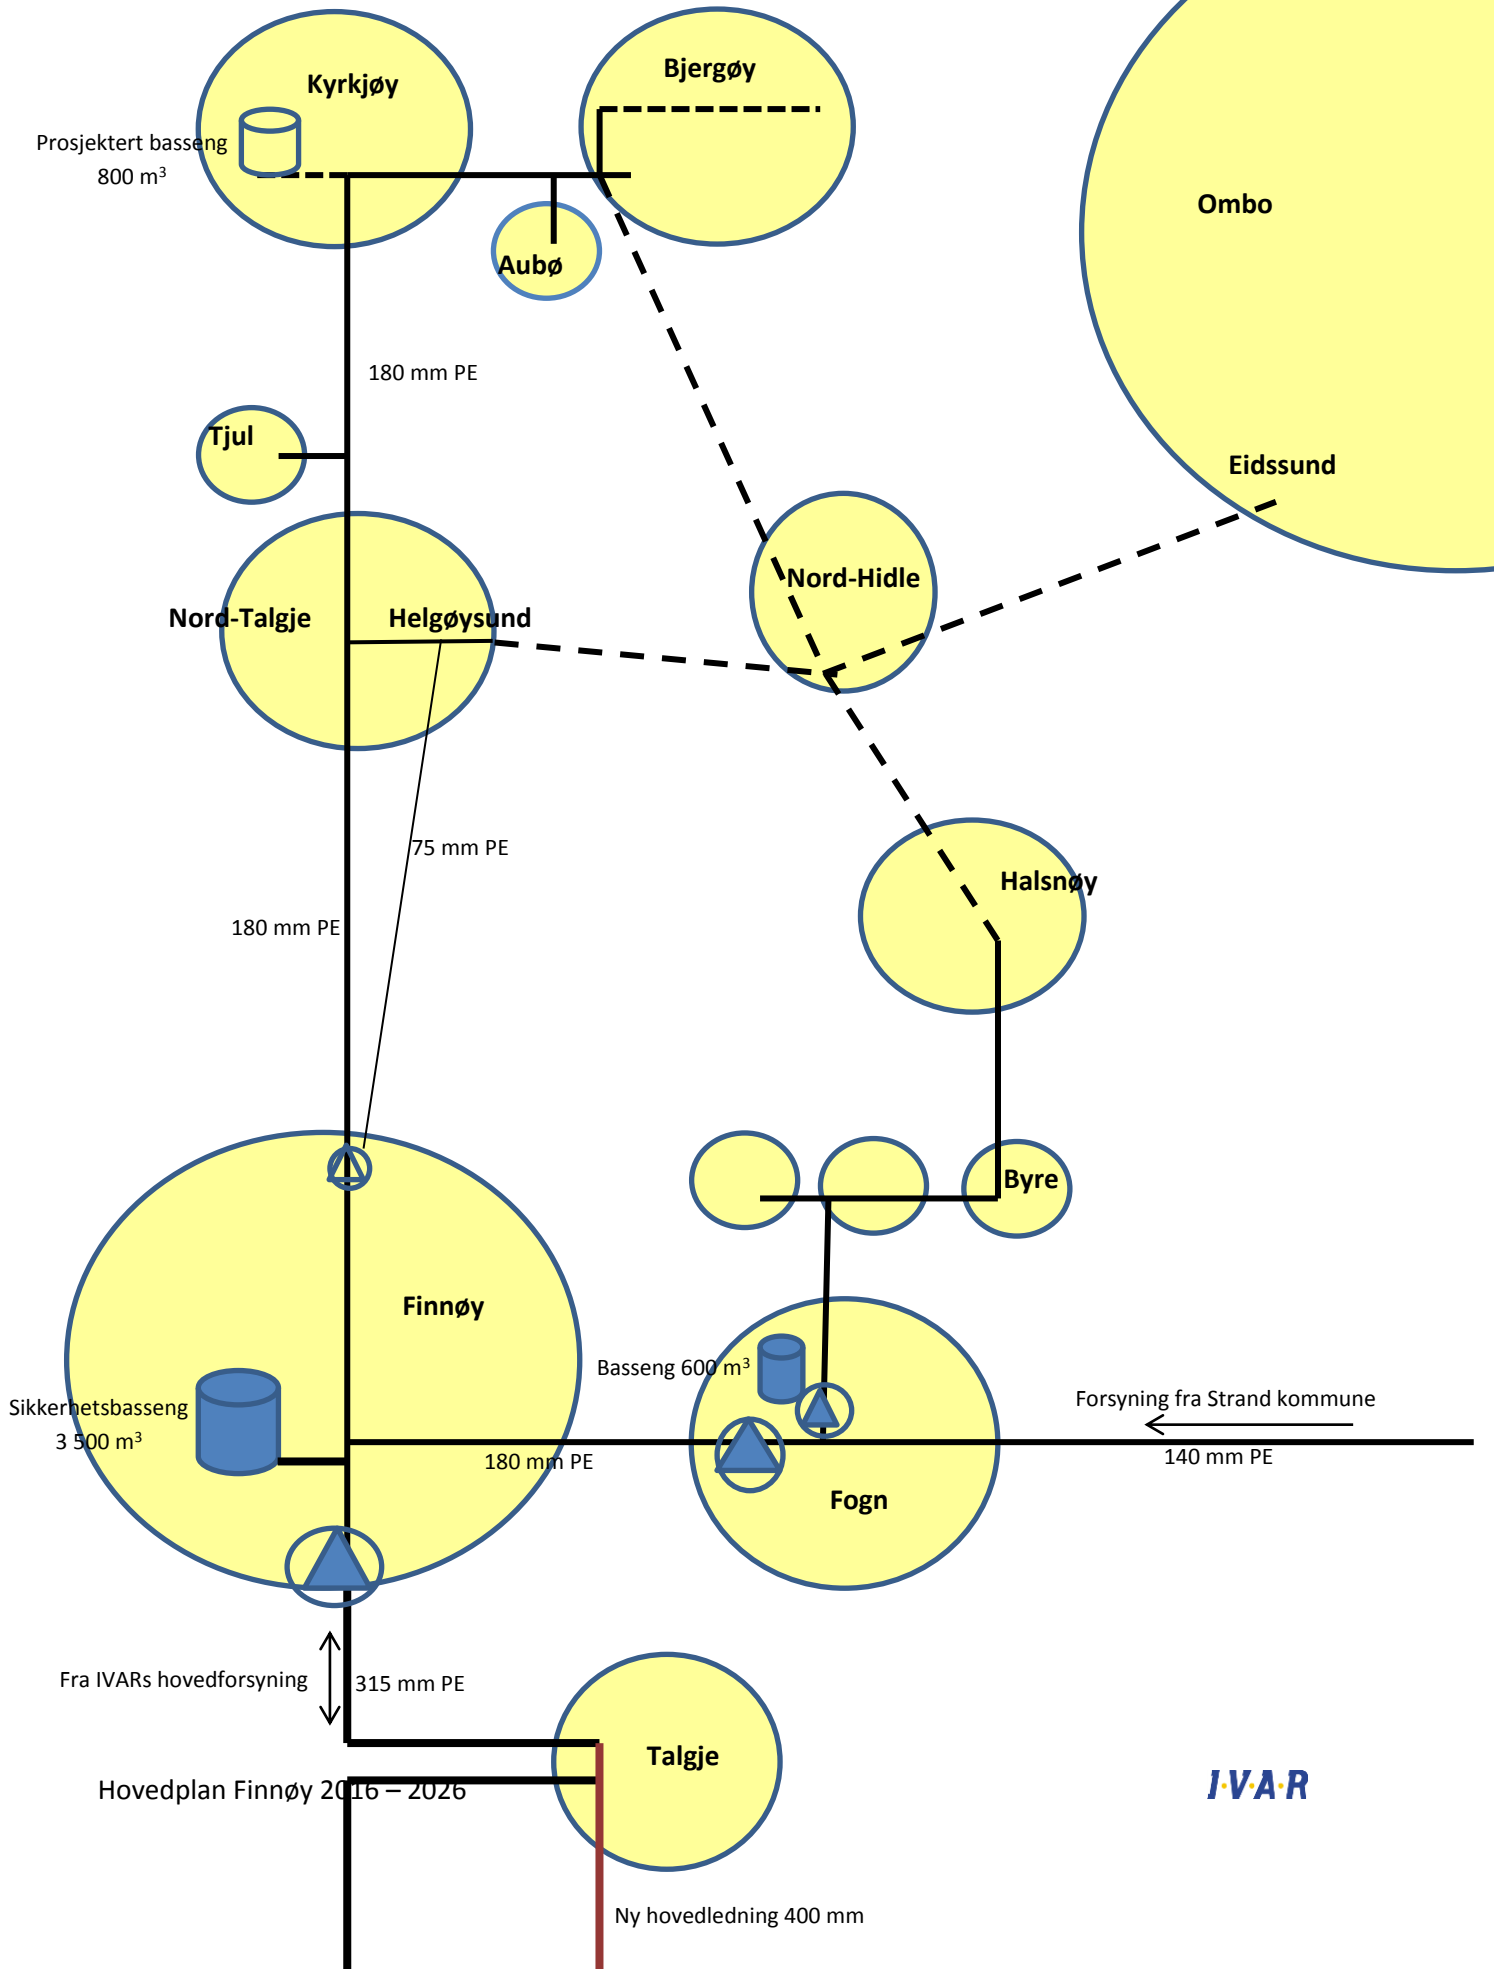 Kyrkjøy
Bjergøy
Prosjektert basseng
800 m³
Ombo
Aubø
180 mm PE
Tjul
Eidssund
Nord-Hidle
Nord-Talgje
Helgøysund
75 mm PE
Halsnøy
180 mm PE
Byre
Finnøy
Basseng 600 m³
Forsyning fra Strand kommune
Sikkerhetsbasseng
3 500 m³
180 mm PE
140 mm PE
Fogn
Fra IVARs hovedforsyning
315 mm PE
Talgje
Hovedplan Finnøy 2016 – 2026
I·V·A·R
Ny hovedledning 400 mm